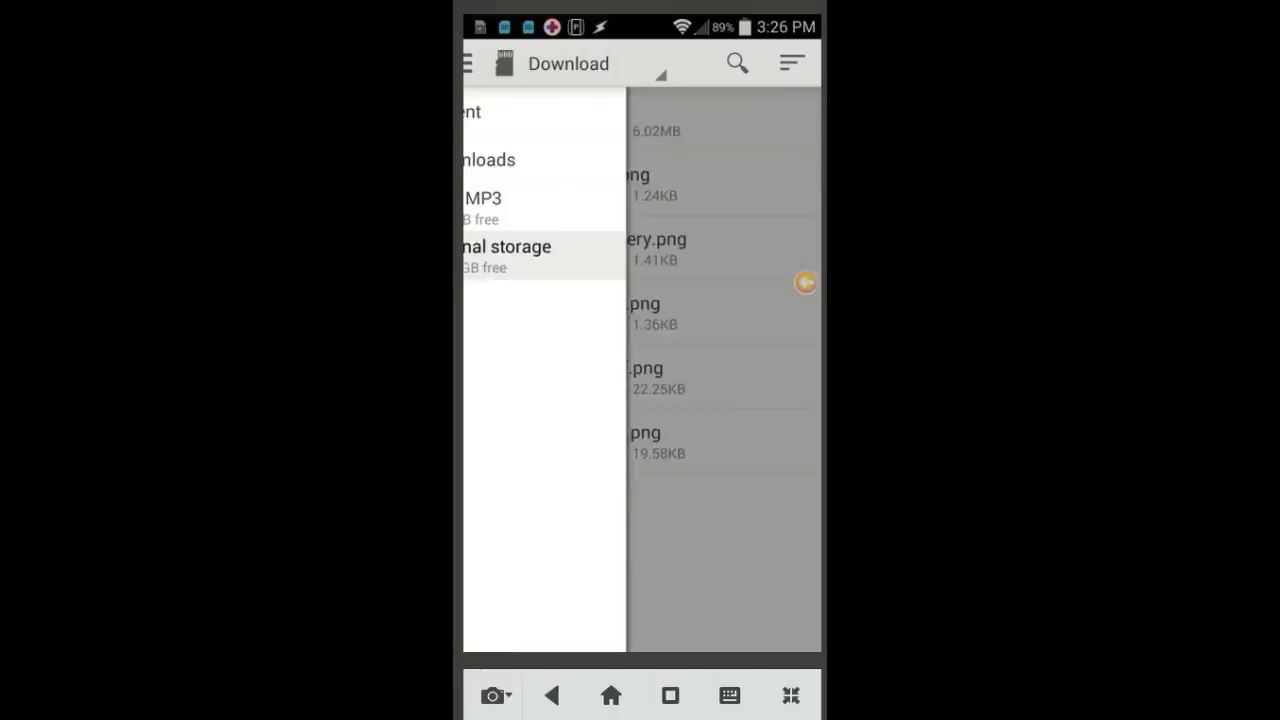 89% 3:26 PM
Download
ent
nloads
MP3
B free
nal storage
GB free
6.02MB
ong
1.24KB
ery.png
1.41KB
.png
1.36KB
.png
22.25KB
.png
19.58KB